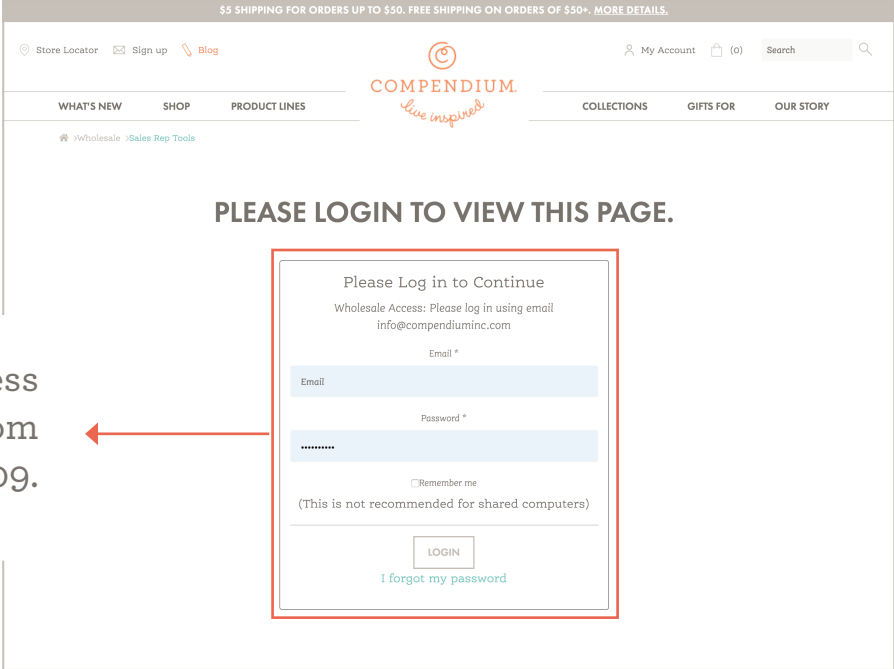 $5 SHIPPING FOR ORDERS UP TO $50. FREE SHIPPING ON ORDERS OF $50+. MORE DETAILS.
Store Locator Sign up Blog
My Account (0) Search
COMPENDIUM.
live inspired
WHAT'S NEW SHOP PRODUCT LINES
COLLECTIONS GIFTS FOR OUR STORY
>Wholesale >Sales Rep Tools
PLEASE LOGIN TO VIEW THIS PAGE.
Please Log in to Continue
Wholesale Access: Please log in using email
info@compendiuminc.com
Email *
Email
Password *
••••••••••
Remember me
(This is not recommended for shared computers)
LOGIN
I forgot my password